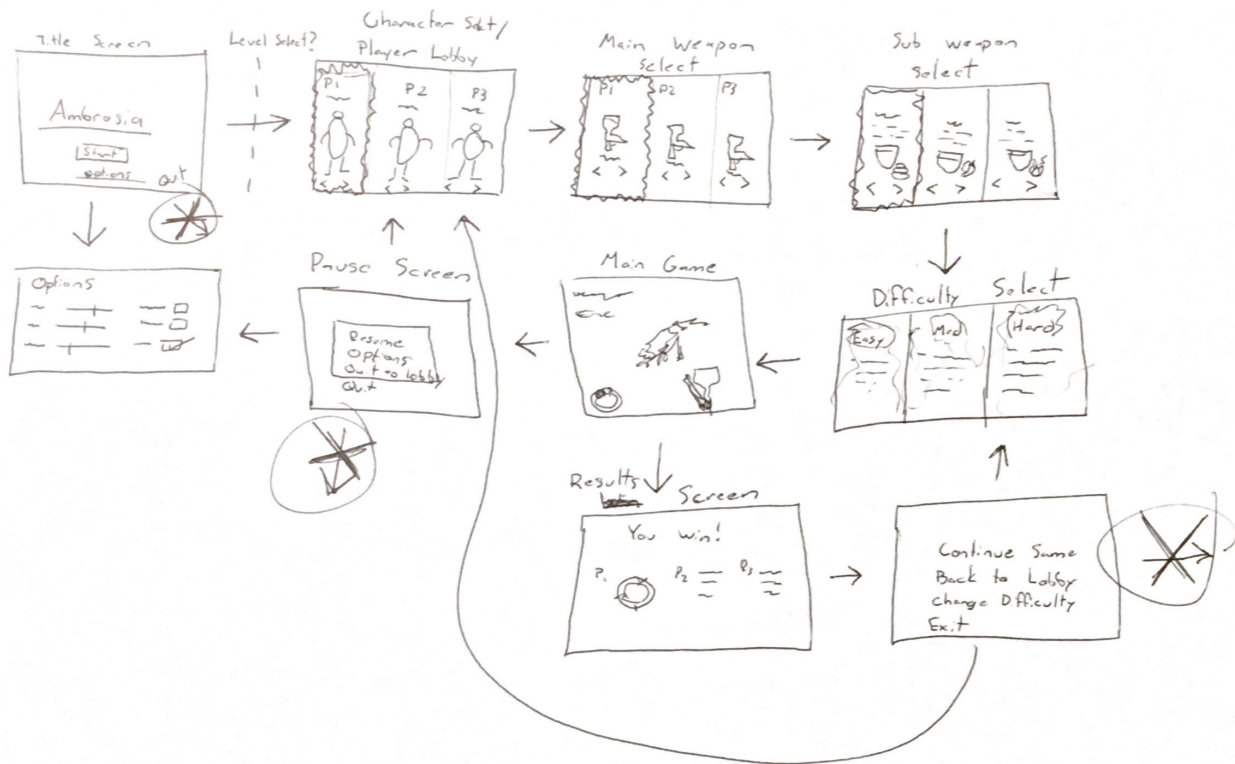 Title Screen
Ambrosia
Start
options
Quit
Level Select?
Character Selct/
Player Lobby
P1
P2
P3
Main Weapon
Select
P1
P2
P3
Sub weapon
Select
Options
Pause Screen
Resume
Options
Quit to Lobby
Quit
Main Game
Difficulty Select
Easy
Med
Hard
Results Screen
You win!
P1
P2
P3
Continue Same
Back to Lobby
Change Difficulty
Exit